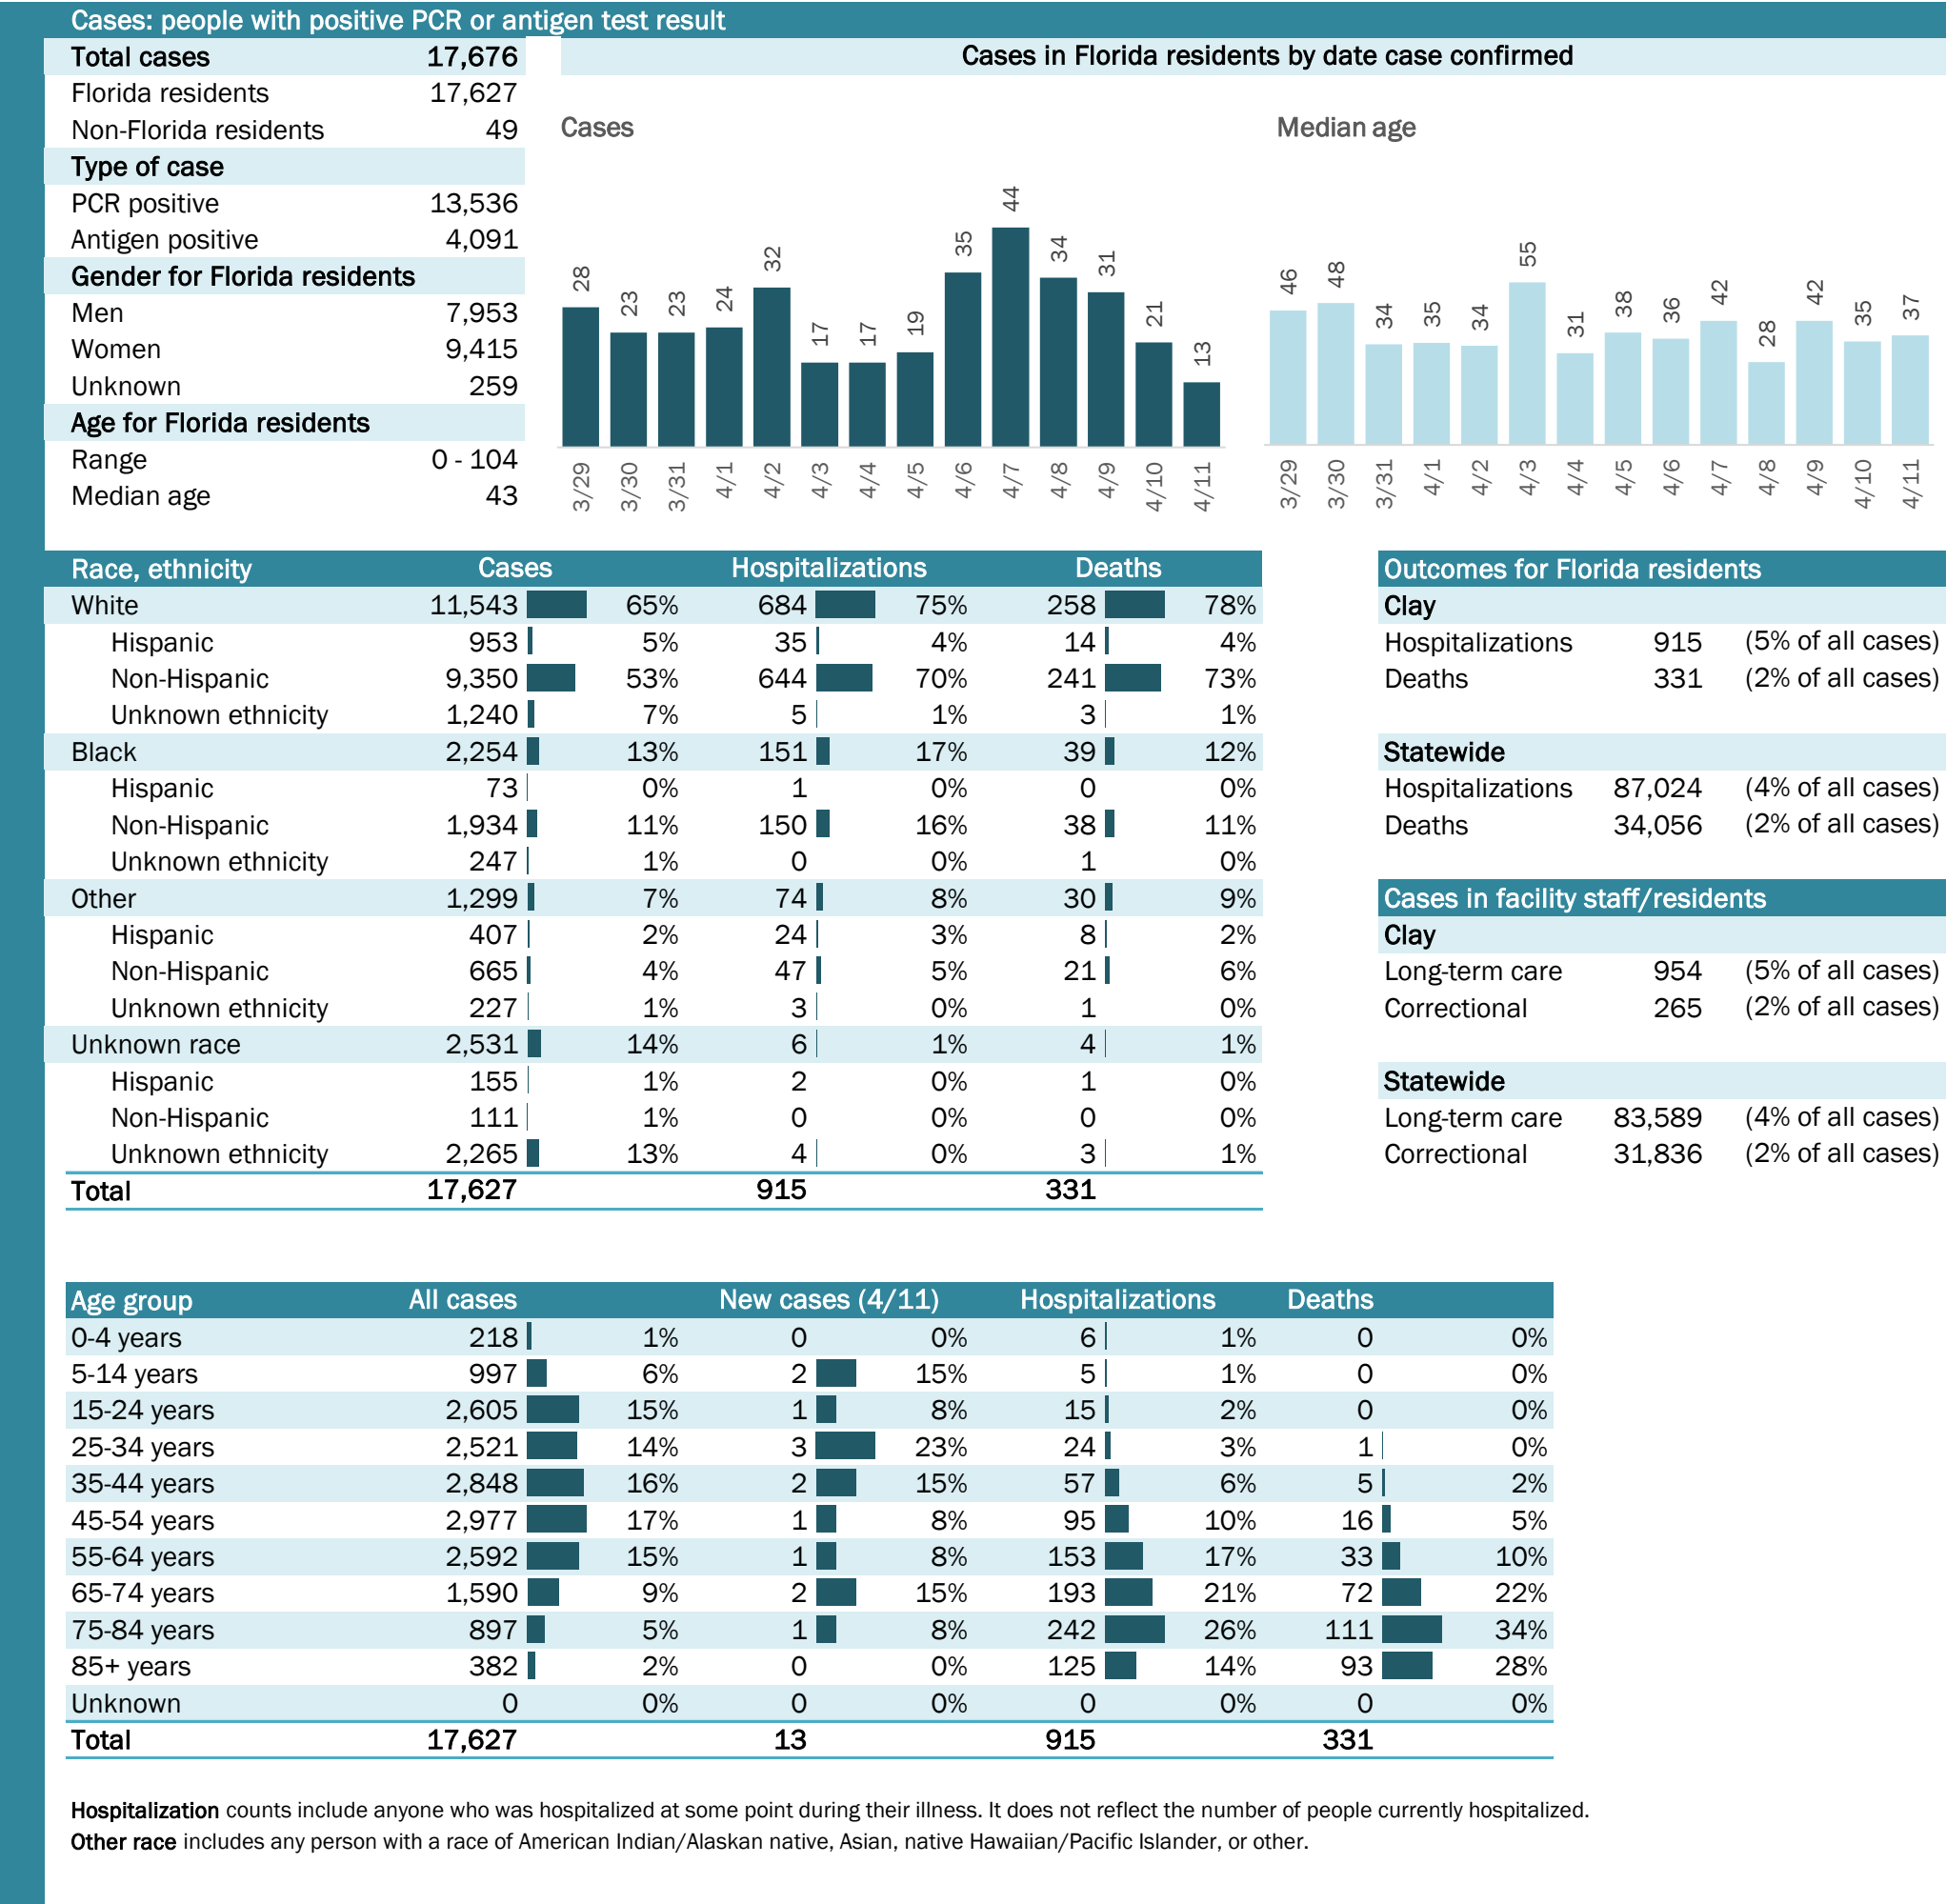 Cases: people with positive PCR or antigen test result
Total cases 17,676
Florida residents 17,627
Non-Florida residents 49
Type of case
PCR positive 13,536
Antigen positive 4,091
Gender for Florida residents
Men 7,953
Women 9,415
Unknown 259
Age for Florida residents
Range 0 - 104
Median age 43
Cases in Florida residents by date case confirmed
Cases
28 23 23 24 32 17 17 19 35 44 34 31 21 13
3/29 3/30 3/31 4/1 4/2 4/3 4/4 4/5 4/6 4/7 4/8 4/9 4/10 4/11
Median age
46 48 34 35 34 55 31 38 36 42 28 42 35 37
3/29 3/30 3/31 4/1 4/2 4/3 4/4 4/5 4/6 4/7 4/8 4/9 4/10 4/11
Race, ethnicity Cases Hospitalizations Deaths
White 11,543 65% 684 75% 258 78%
Hispanic 953 5% 35 4% 14 4%
Non-Hispanic 9,350 53% 644 70% 241 73%
Unknown ethnicity 1,240 7% 5 1% 3 1%
Black 2,254 13% 151 17% 39 12%
Hispanic 73 0% 1 0% 0 0%
Non-Hispanic 1,934 11% 150 16% 38 11%
Unknown ethnicity 247 1% 0 0% 1 0%
Other 1,299 7% 74 8% 30 9%
Hispanic 407 2% 24 3% 8 2%
Non-Hispanic 665 4% 47 5% 21 6%
Unknown ethnicity 227 1% 3 0% 1 0%
Unknown race 2,531 14% 6 1% 4 1%
Hispanic 155 1% 2 0% 1 0%
Non-Hispanic 111 1% 0 0% 0 0%
Unknown ethnicity 2,265 13% 4 0% 3 1%
Total 17,627 915 331
Outcomes for Florida residents
Clay
Hospitalizations 915 (5% of all cases)
Deaths 331 (2% of all cases)
Statewide
Hospitalizations 87,024 (4% of all cases)
Deaths 34,056 (2% of all cases)
Cases in facility staff/residents
Clay
Long-term care 954 (5% of all cases)
Correctional 265 (2% of all cases)
Statewide
Long-term care 83,589 (4% of all cases)
Correctional 31,836 (2% of all cases)
Age group All cases New cases (4/11) Hospitalizations Deaths
0-4 years 218 1% 0 0% 6 1% 0 0%
5-14 years 997 6% 2 15% 5 1% 0 0%
15-24 years 2,605 15% 1 8% 15 2% 0 0%
25-34 years 2,521 14% 3 23% 24 3% 1 0%
35-44 years 2,848 16% 2 15% 57 6% 5 2%
45-54 years 2,977 17% 1 8% 95 10% 16 5%
55-64 years 2,592 15% 1 8% 153 17% 33 10%
65-74 years 1,590 9% 2 15% 193 21% 72 22%
75-84 years 897 5% 1 8% 242 26% 111 34%
85+ years 382 2% 0 0% 125 14% 93 28%
Unknown 0 0% 0 0% 0 0% 0 0%
Total 17,627 13 915 331
Hospitalization counts include anyone who was hospitalized at some point during their illness. It does not reflect the number of people currently hospitalized.
Other race includes any person with a race of American Indian/Alaskan native, Asian, native Hawaiian/Pacific Islander, or other.